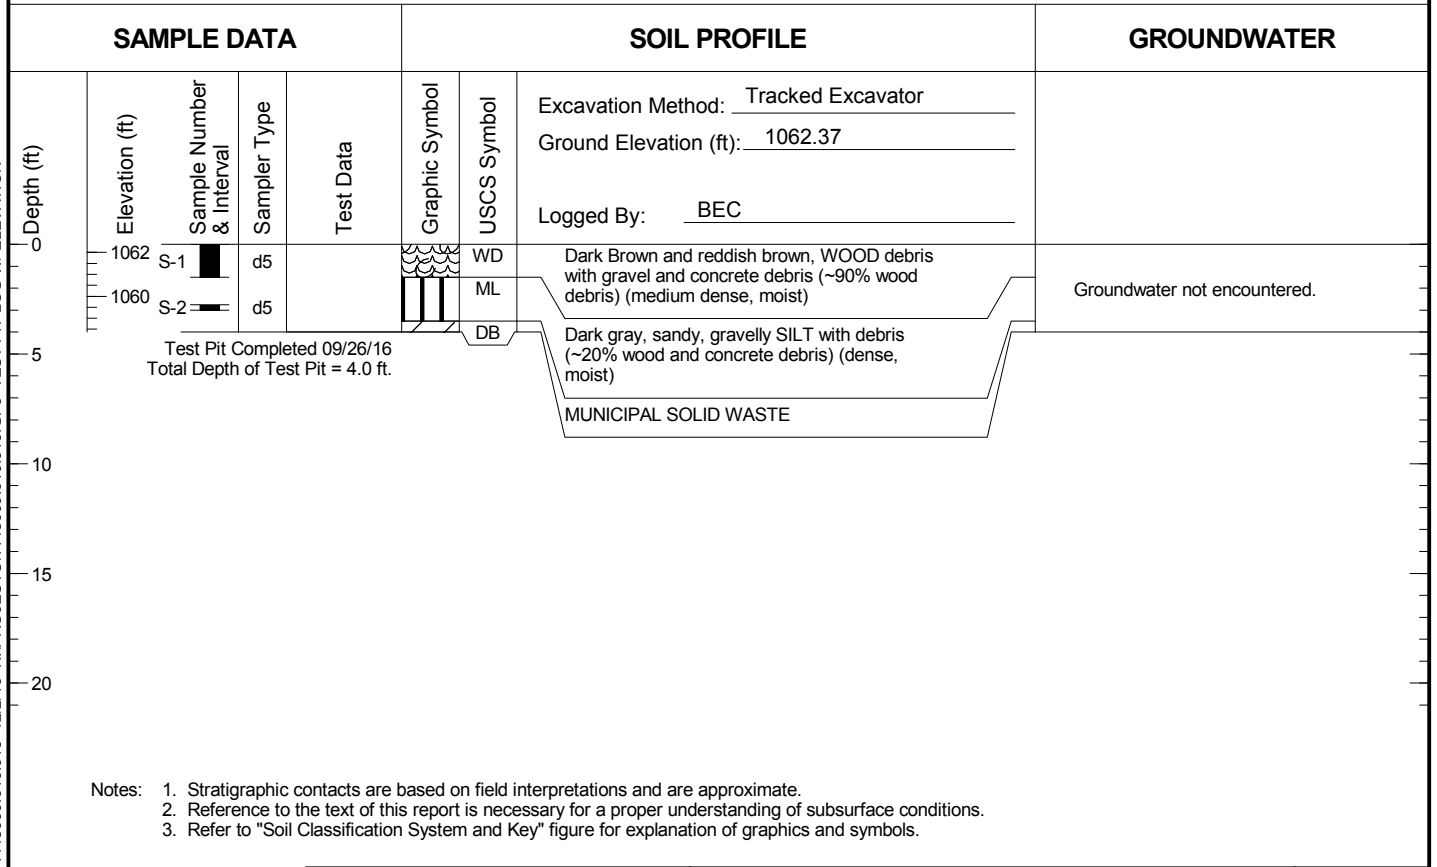 SAMPLE DATA
SOIL PROFILE
GROUNDWATER
Depth (ft)
Elevation (ft)
Sample Number
& Interval
Sampler Type
Test Data
Graphic Symbol
USCS Symbol
Excavation Method: Tracked Excavator
Ground Elevation (ft): 1062.37
Logged By: BEC
0
1062
S-1
d5
WD
Dark Brown and reddish brown, WOOD debris
with gravel and concrete debris (~90% wood
debris) (medium dense, moist)
1060
S-2
d5
ML
Groundwater not encountered.
DB
Dark gray, sandy, gravelly SILT with debris
(~20% wood and concrete debris) (dense,
moist)
5
Test Pit Completed 09/26/16
Total Depth of Test Pit = 4.0 ft.
MUNICIPAL SOLID WASTE
10
15
20
Notes: 1. Stratigraphic contacts are based on field interpretations and are approximate.
2. Reference to the text of this report is necessary for a proper understanding of subsurface conditions.
3. Refer to "Soil Classification System and Key" figure for explanation of graphics and symbols.